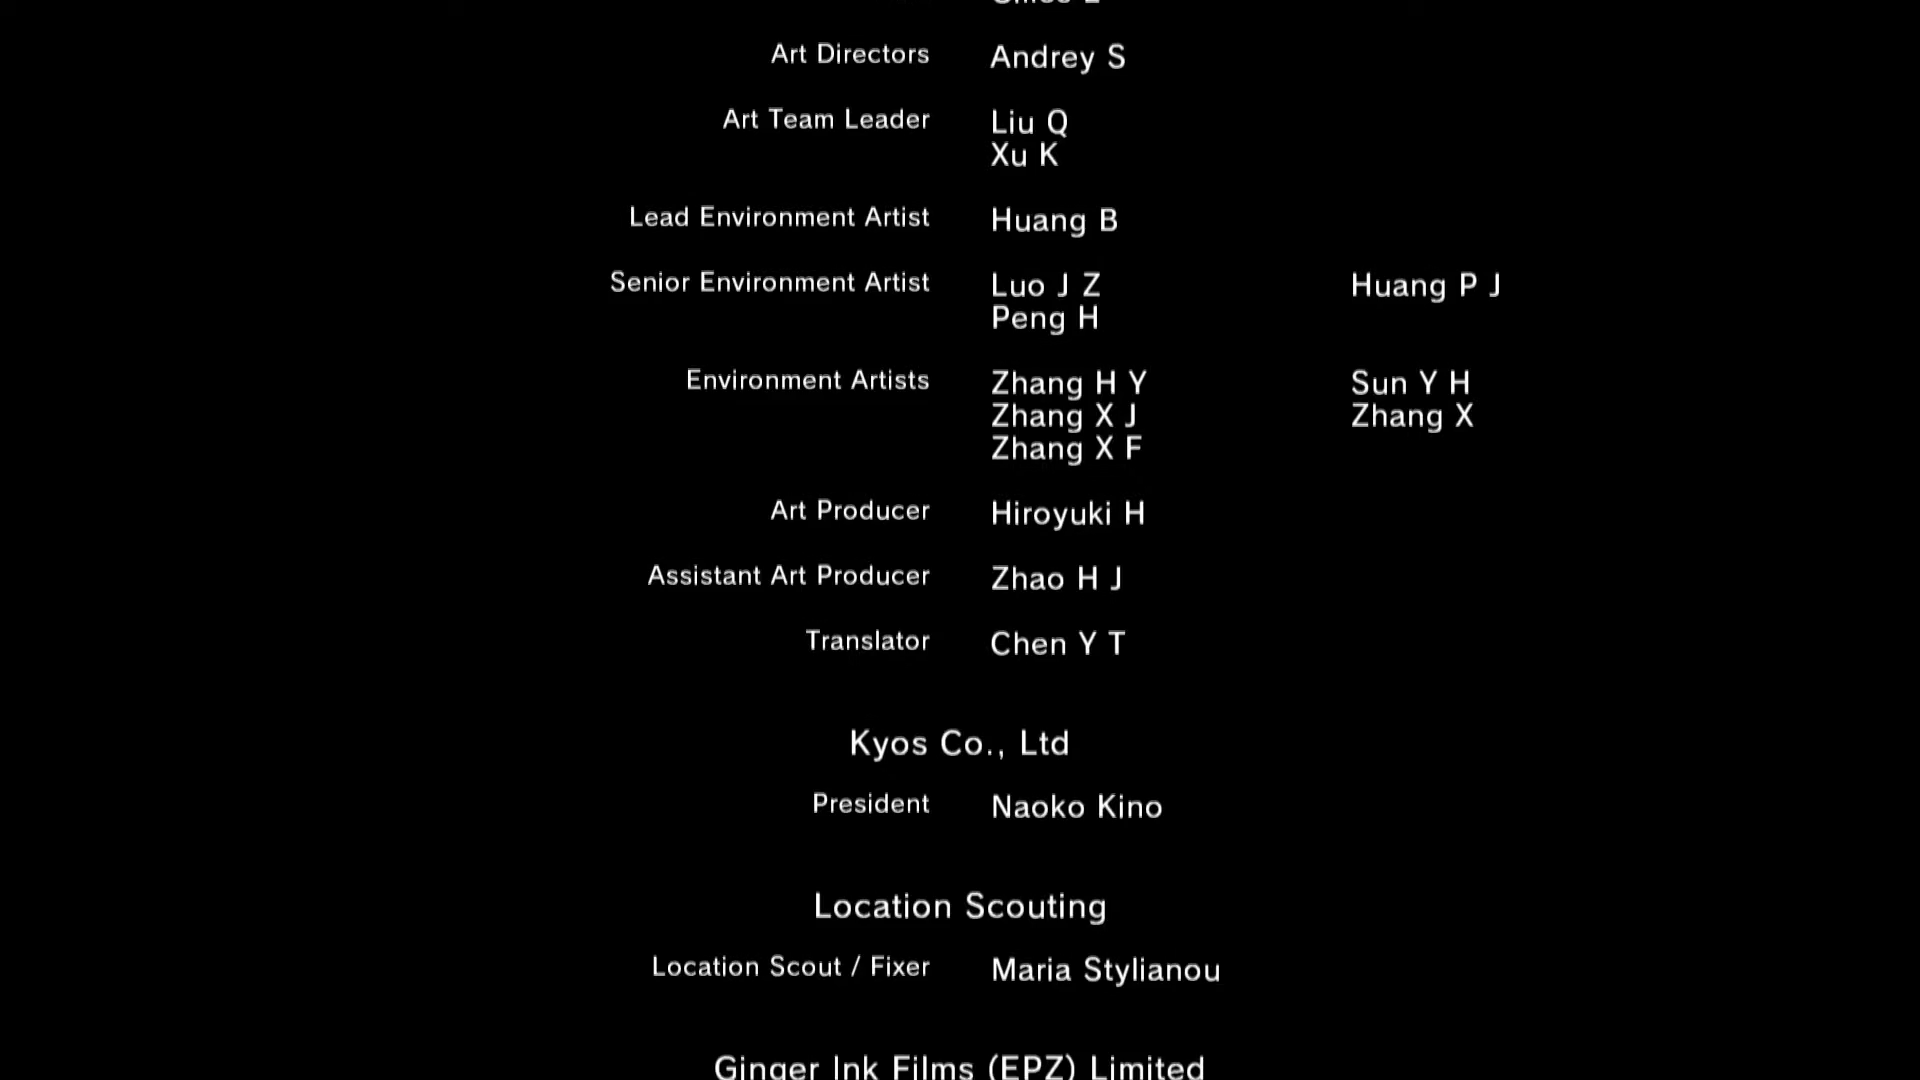 Art Directors Andrey S
Art Team Leader Liu Q
Xu K
Lead Environment Artist Huang B
Senior Environment Artist Luo J Z Huang P J
Peng H
Environment Artists Zhang H Y Sun Y H
Zhang X J Zhang X
Zhang X F
Art Producer Hiroyuki H
Assistant Art Producer Zhao H J
Translator Chen Y T
Kyos Co., Ltd
President Naoko Kino
Location Scouting
Location Scout / Fixer Maria Stylianou
Ginger Ink Films (EPZ) Limited